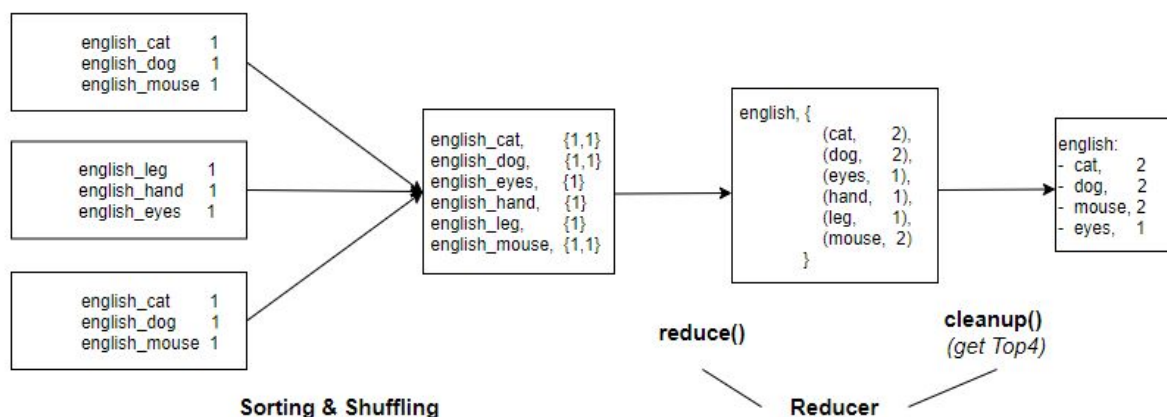 english_cat 1
english_dog 1
english_mouse 1
english_leg 1
english_hand 1
english_eyes 1
english_cat 1
english_dog 1
english_mouse 1
english_cat, {1,1}
english_dog, {1,1}
english_eyes, {1}
english_hand, {1}
english_leg, {1}
english_mouse, {1,1}
english, {
(cat, 2),
(dog, 2),
(eyes, 1),
(hand, 1),
(leg, 1),
(mouse, 2)
}
english:
- cat, 2
- dog, 2
- mouse, 2
- eyes, 1
reduce()
cleanup()
(get Top4)
Sorting & Shuffling
Reducer